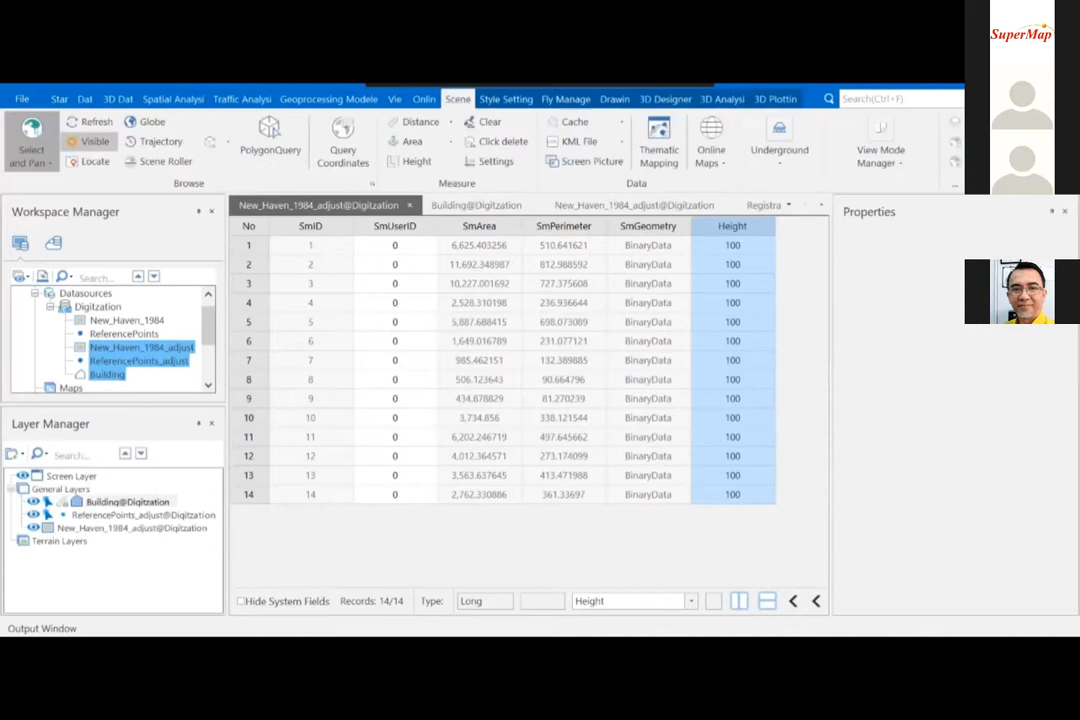 SuperMap
File Star Dat 3D Dat Spatial Analysi Traffic Analysi Geoprocessing Modele Vie Onlin Scene Style Setting Fly Manage Drawin 3D Designer 3D Analysi 3D Plottin Search(Ctrl+F)
Refresh Globe Distance Clear Cache
Select and Pan Visible Trajectory PolygonQuery Query Coordinates Area Click delete KML File Thematic Mapping Online Maps Underground View Mode Manager
Locate Scene Roller Height Settings Screen Picture
Browse Measure Data
Workspace Manager
New_Haven_1984_adjust@Digitzation × Building@Digitzation New_Haven_1984_adjust@Digitzation Registra
Properties
Search...
Datasources
Digitzation
New_Haven_1984
ReferencePoints
New_Haven_1984_adjust
ReferencePoints_adjust
Building
Maps
Layer Manager
Search...
Screen Layer
General Layers
Building@Digitzation
ReferencePoints_adjust@Digitzation
New_Haven_1984_adjust@Digitzation
Terrain Layers
No SmID SmUserID SmArea SmPerimeter SmGeometry Height
1 1 0 6,625.403256 510.641621 BinaryData 100
2 2 0 11,692.348987 812.988592 BinaryData 100
3 3 0 10,227.001692 727.375608 BinaryData 100
4 4 0 2,528.310198 236.936644 BinaryData 100
5 5 0 5,887.688415 698.073089 BinaryData 100
6 6 0 1,649.016789 231.077121 BinaryData 100
7 7 0 985.462151 132.389885 BinaryData 100
8 8 0 506.123643 90.664796 BinaryData 100
9 9 0 434.878829 81.270239 BinaryData 100
10 10 0 3,734.856 338.121544 BinaryData 100
11 11 0 6,202.246719 497.645662 BinaryData 100
12 12 0 4,012.364571 273.174099 BinaryData 100
13 13 0 3,563.637645 413.471988 BinaryData 100
14 14 0 2,762.330886 361.33697 BinaryData 100
Hide System Fields Records: 14/14 Type: Long Height
Output Window